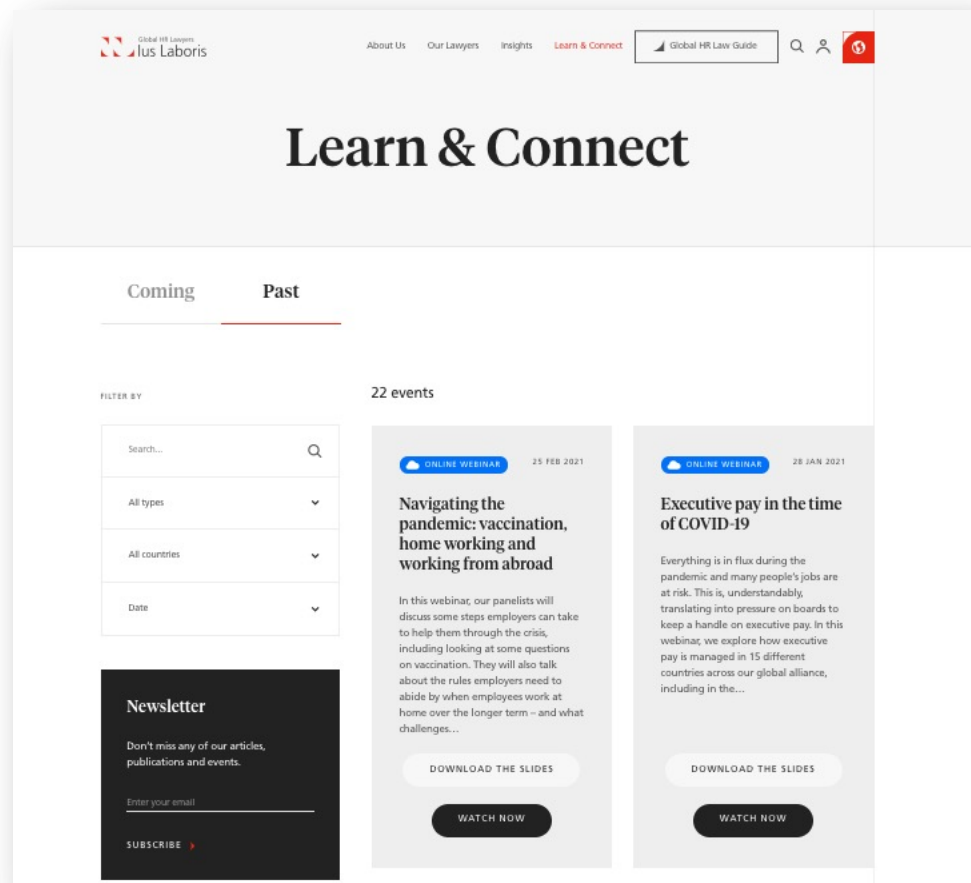 Global HR Lawyers
Ius Laboris
About Us
Our Lawyers
Insights
Learn & Connect
Global HR Law Guide
Learn & Connect
Coming
Past
FILTER BY
Search...
All types
All countries
Date
Newsletter
Don't miss any of our articles,
publications and events.
Enter your email
SUBSCRIBE
22 events
ONLINE WEBINAR
25 FEB 2021
Navigating the
pandemic: vaccination,
home working and
working from abroad
In this webinar, our panelists will
discuss some steps employers can take
to help them through the crisis,
including looking at some questions
on vaccination. They will also talk
about the rules employers need to
abide by when employees work at
home over the longer term – and what
challenges...
DOWNLOAD THE SLIDES
WATCH NOW
ONLINE WEBINAR
28 JAN 2021
Executive pay in the time
of COVID-19
Everything is in flux during the
pandemic and many people's jobs are
at risk. This is, understandably,
translating into pressure on boards to
keep a handle on executive pay. In this
webinar, we explore how executive
pay is managed in 15 different
countries across our global alliance,
including in the...
DOWNLOAD THE SLIDES
WATCH NOW